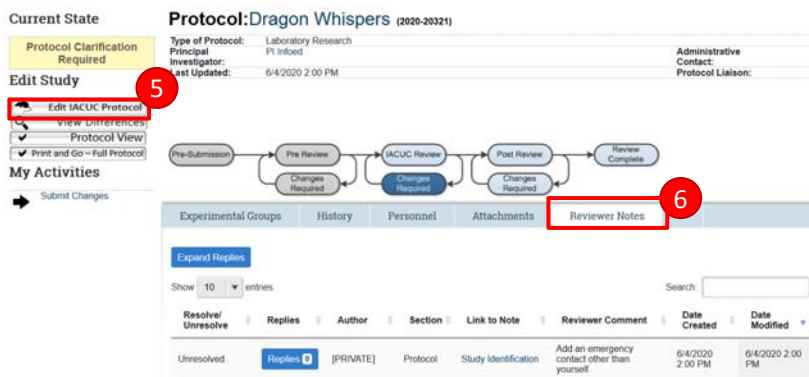 Current State
Protocol Clarification
Required
Edit Study
5
Edit IACUC Protocol
View Differences
Protocol View
Print and Go – Full Protocol
My Activities
Submit Changes
Protocol:Dragon Whispers (2020-20321)
Type of Protocol: Laboratory Research
Principal
Investigator: PI Infoed
Administrative
Contact:
Last Updated: 6/4/2020 2:00 PM
Protocol Liaison:
Pre-Submission
Pre Review
IACUC Review
Post Review
Review
Complete
Changes
Required
Changes
Required
Changes
Required
6
Experimental Groups History Personnel Attachments Reviewer Notes
Expand Replies
Show 10 entries
Search:
Resolve/
Unresolve
Replies
Author
Section
Link to Note
Reviewer Comment
Date
Created
Date
Modified
Unresolved
Replies 0
[PRIVATE]
Protocol
Study Identification
Add an emergency
contact other than
yourself.
6/4/2020
2:00 PM
6/4/2020 2:00
PM